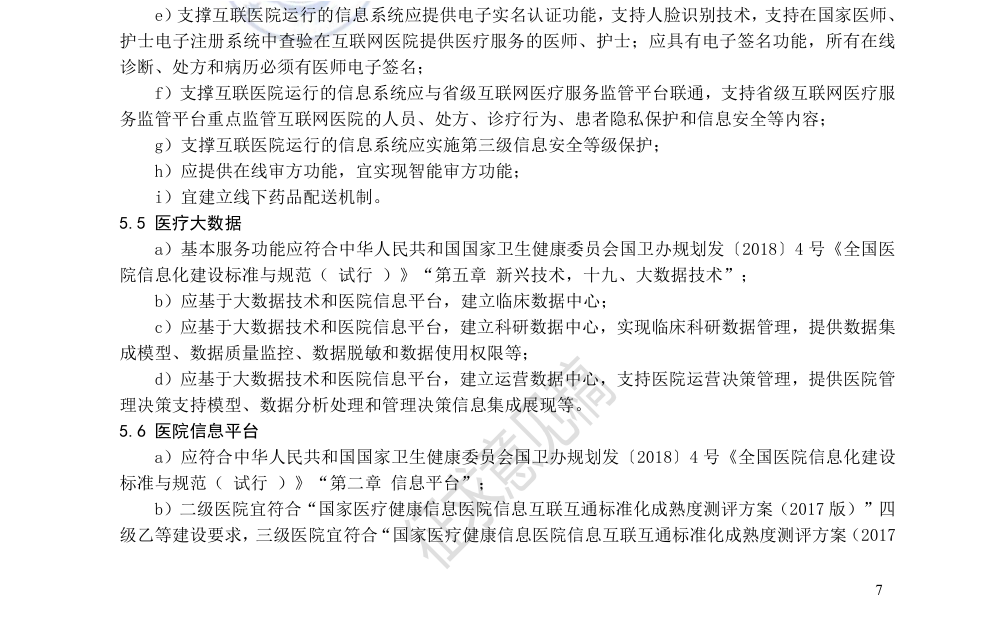 e）支撑互联医院运行的信息系统应提供电子实名认证功能，支持人脸识别技术，支持在国家医师、
护士电子注册系统中查验在互联网医院提供医疗服务的医师、护士；应具有电子签名功能，所有在线
诊断、处方和病历必须有医师电子签名；
f）支撑互联医院运行的信息系统应与省级互联网医疗服务监管平台联通，支持省级互联网医疗服
务监管平台重点监管互联网医院的人员、处方、诊疗行为、患者隐私保护和信息安全等内容；
g）支撑互联医院运行的信息系统应实施第三级信息安全等级保护；
h）应提供在线审方功能，宜实现智能审方功能；
i）宜建立线下药品配送机制。
5.5 医疗大数据
a）基本服务功能应符合中华人民共和国国家卫生健康委员会国卫办规划发〔2018〕4 号《全国医
院信息化建设标准与规范（ 试行 ）》“第五章 新兴技术，十九、大数据技术”；
b）应基于大数据技术和医院信息平台，建立临床数据中心；
c）应基于大数据技术和医院信息平台，建立科研数据中心，实现临床科研数据管理，提供数据集
成模型、数据质量监控、数据脱敏和数据使用权限等；
d）应基于大数据技术和医院信息平台，建立运营数据中心，支持医院运营决策管理，提供医院管
理决策支持模型、数据分析处理和管理决策信息集成展现等。
5.6 医院信息平台
a）应符合中华人民共和国国家卫生健康委员会国卫办规划发〔2018〕4 号《全国医院信息化建设
标准与规范（ 试行 ）》“第二章 信息平台”；
b）二级医院宜符合“国家医疗健康信息医院信息互联互通标准化成熟度测评方案（2017 版）”四
级乙等建设要求，三级医院宜符合“国家医疗健康信息医院信息互联互通标准化成熟度测评方案（2017
征求意见稿
7